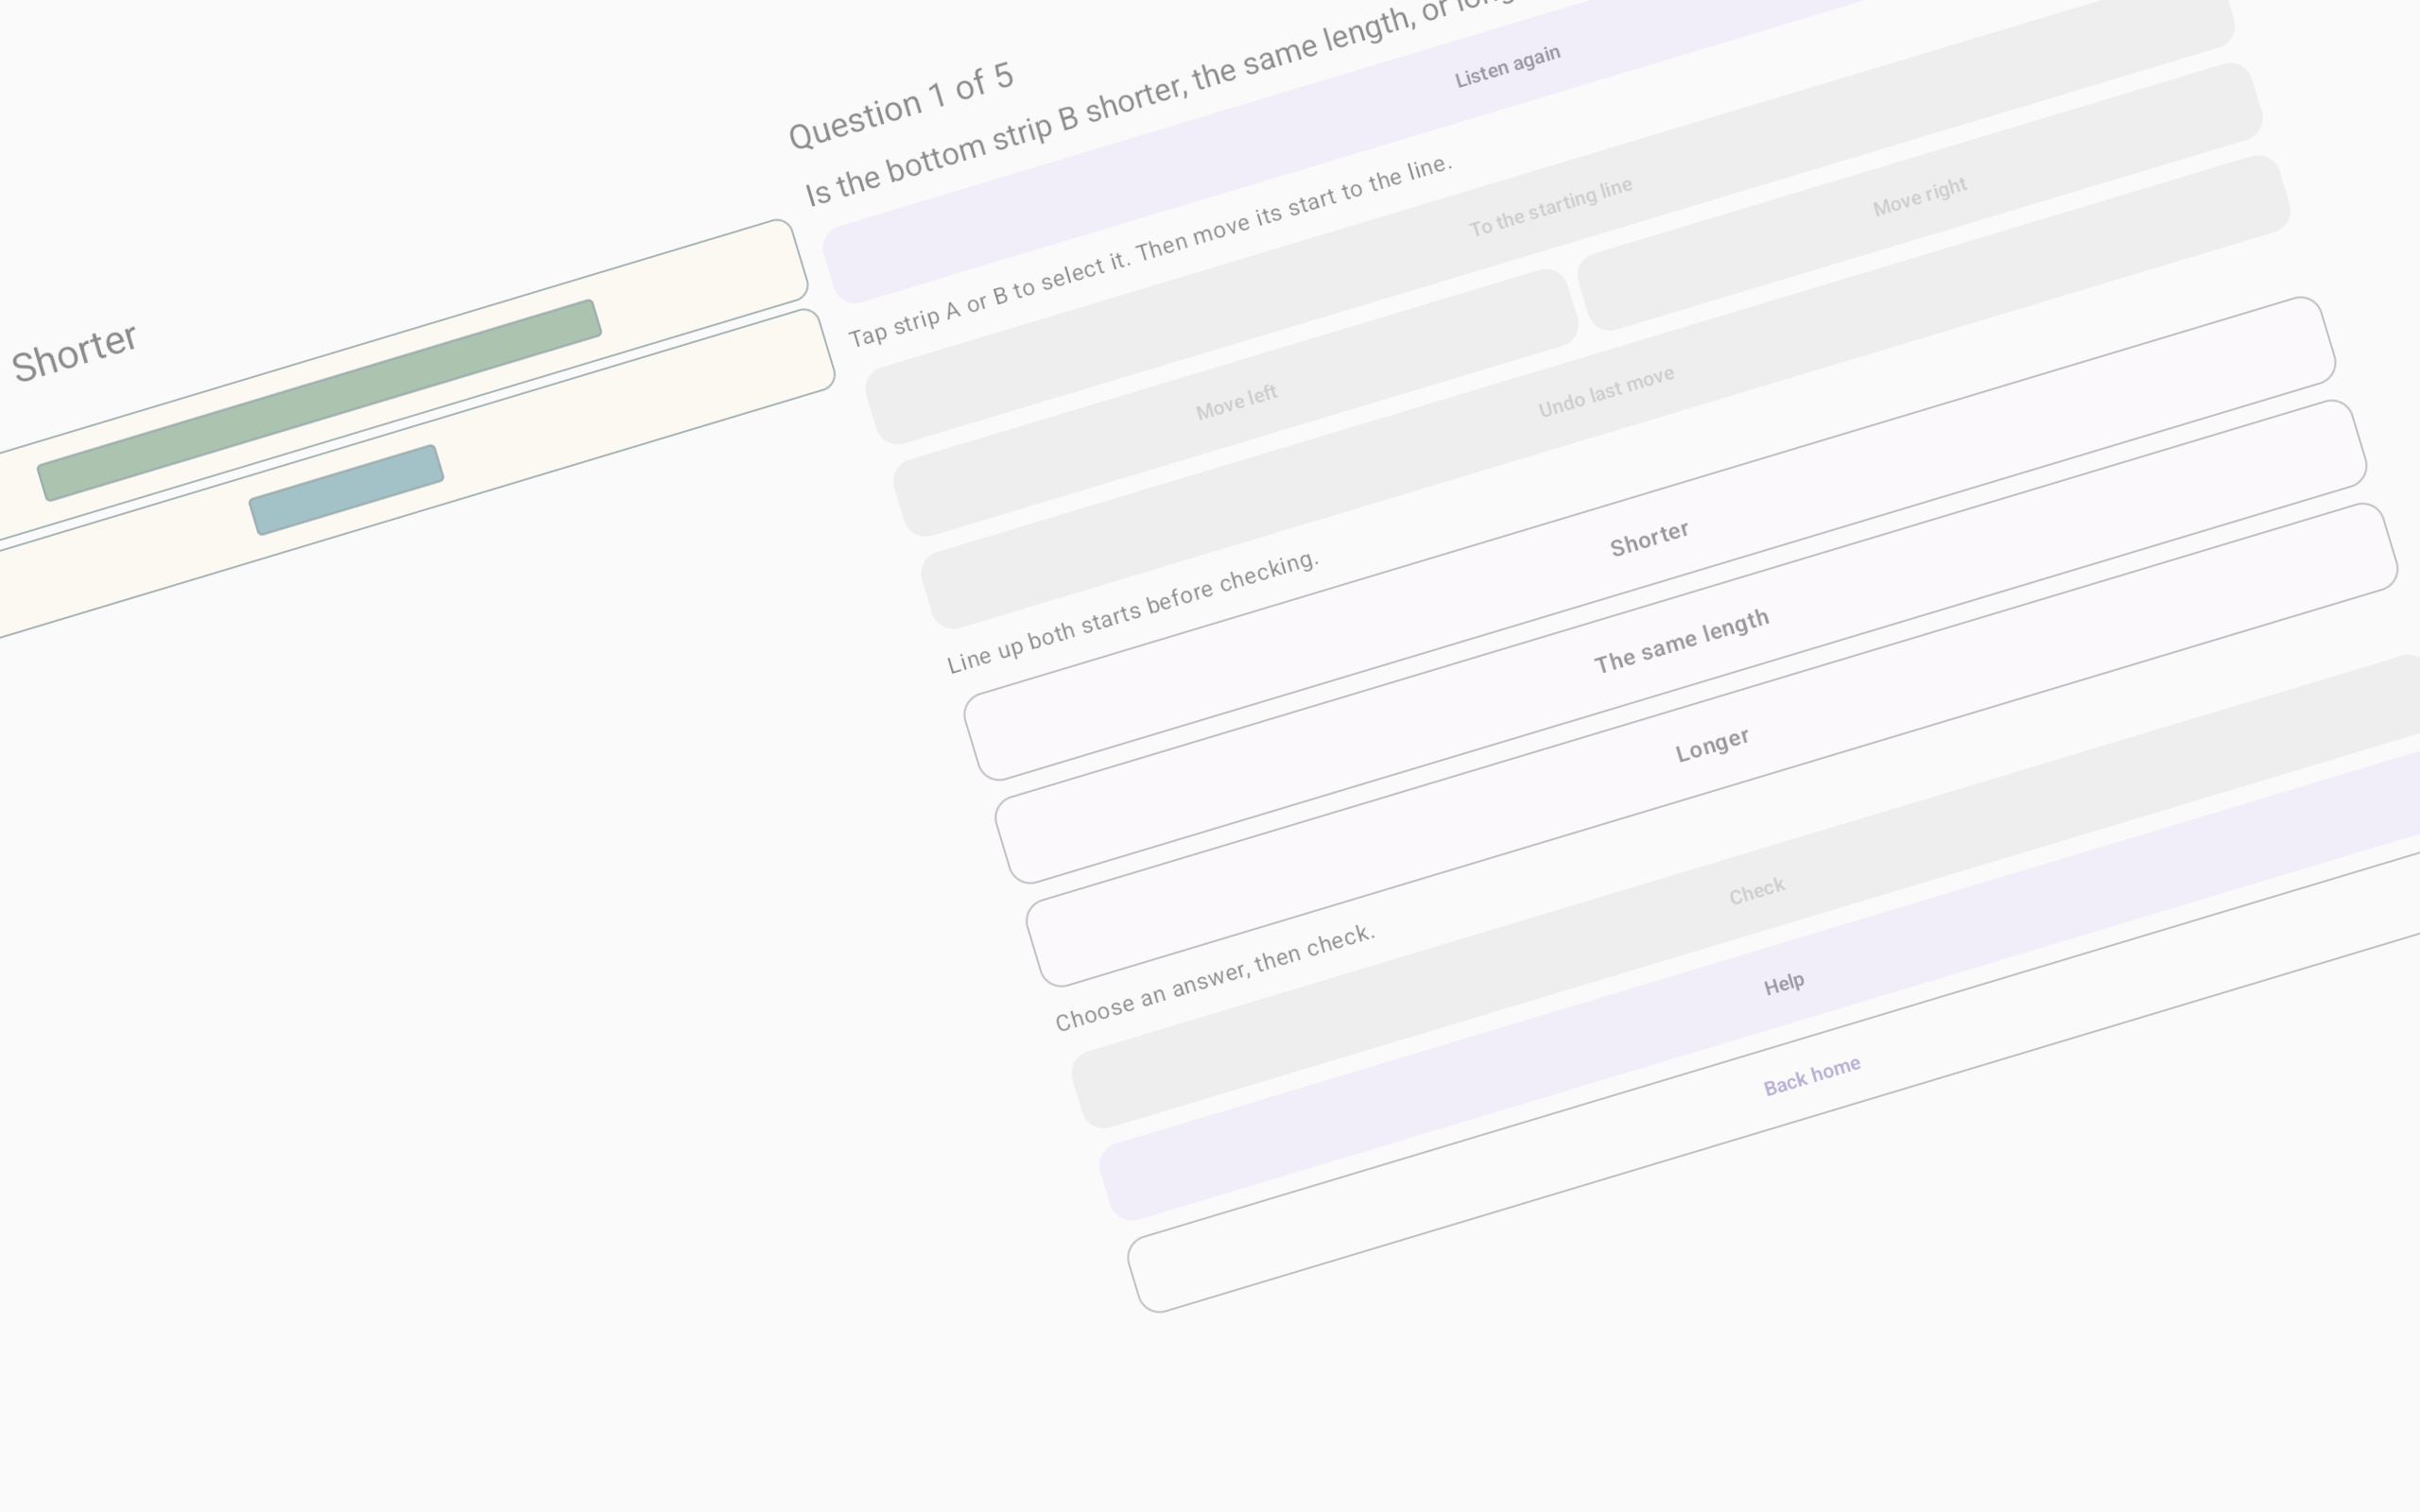 Shorter
Question 1 of 5
Is the bottom strip B shorter, the same length, or
Listen again
Tap strip A or B to select it. Then move its start to the line.
To the starting line
Move left
Move right
Undo last move
Line up both starts before checking.
Shorter
The same length
Longer
Choose an answer, then check.
Check
Help
Back home